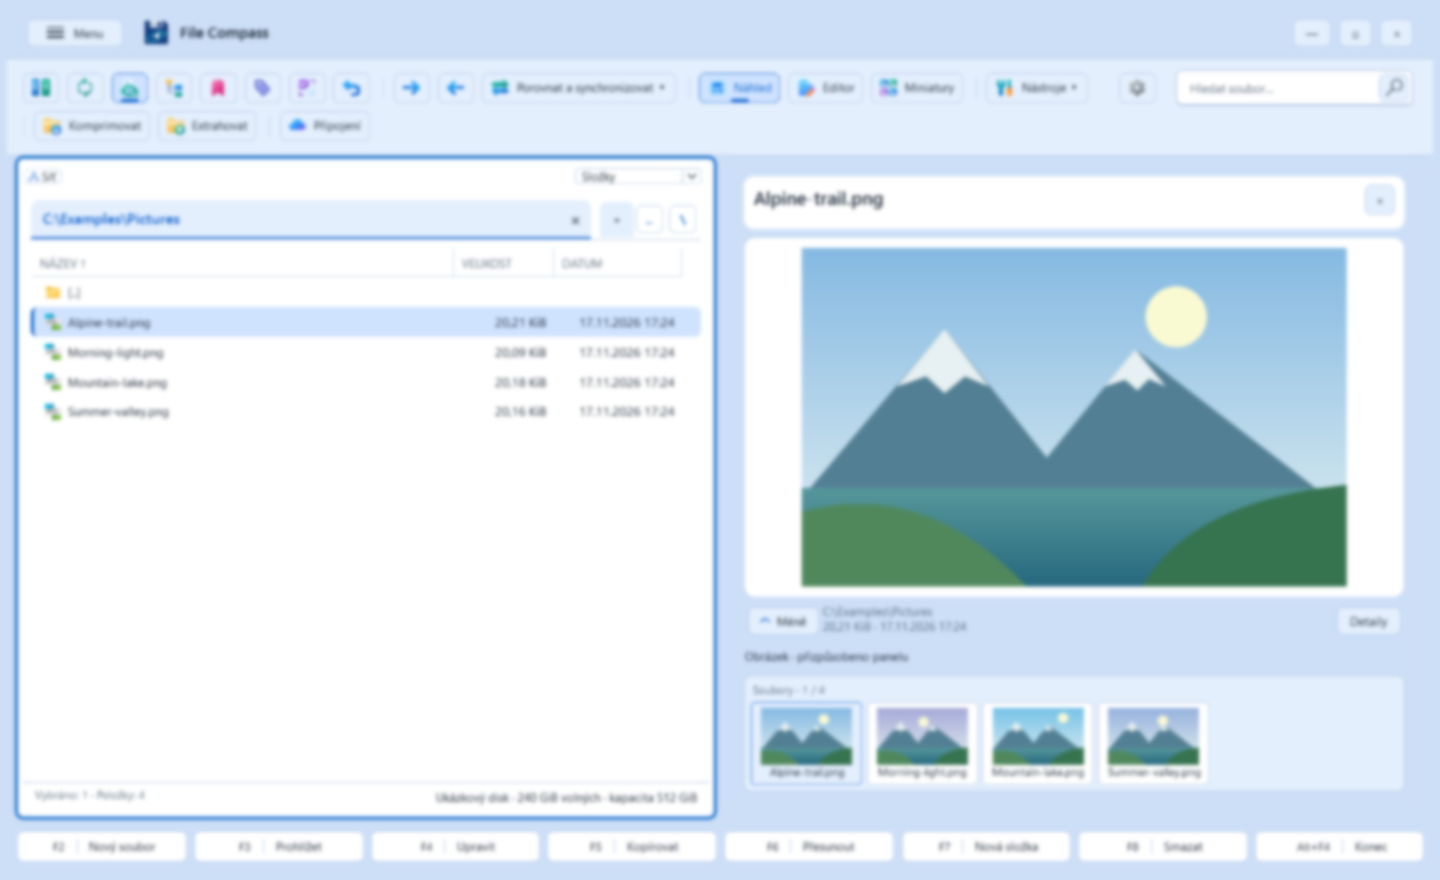 Menu File Compass
Porovnat a synchronizovat Náhled Editor Miniatury Nástroje Hledat soubor...
Komprimovat Extrahovat Připojení
Síť Složky
C:\Examples\Pictures
NÁZEV ↑ VELIKOST DATUM
[..]
Alpine-trail.png 20,21 KiB 17.11.2026 17:24
Morning-light.png 20,09 KiB 17.11.2026 17:24
Mountain-lake.png 20,18 KiB 17.11.2026 17:24
Summer-valley.png 20,16 KiB 17.11.2026 17:24
Vybráno: 1 · Položky: 4 Ukázkový disk · 240 GiB volných · kapacita 512 GiB
Alpine-trail.png
Méně C:\Examples\Pictures
20,21 KiB · 17.11.2026 17:24
Detaily
Obrázek · přizpůsobeno panelu
Soubory · 1 / 4
Alpine-trail.png Morning-light.png Mountain-lake.png Summer-valley.png
F2 Nový soubor F3 Prohlížet F4 Upravit F5 Kopírovat F6 Přesunout F7 Nová složka F8 Smazat Alt+F4 Konec